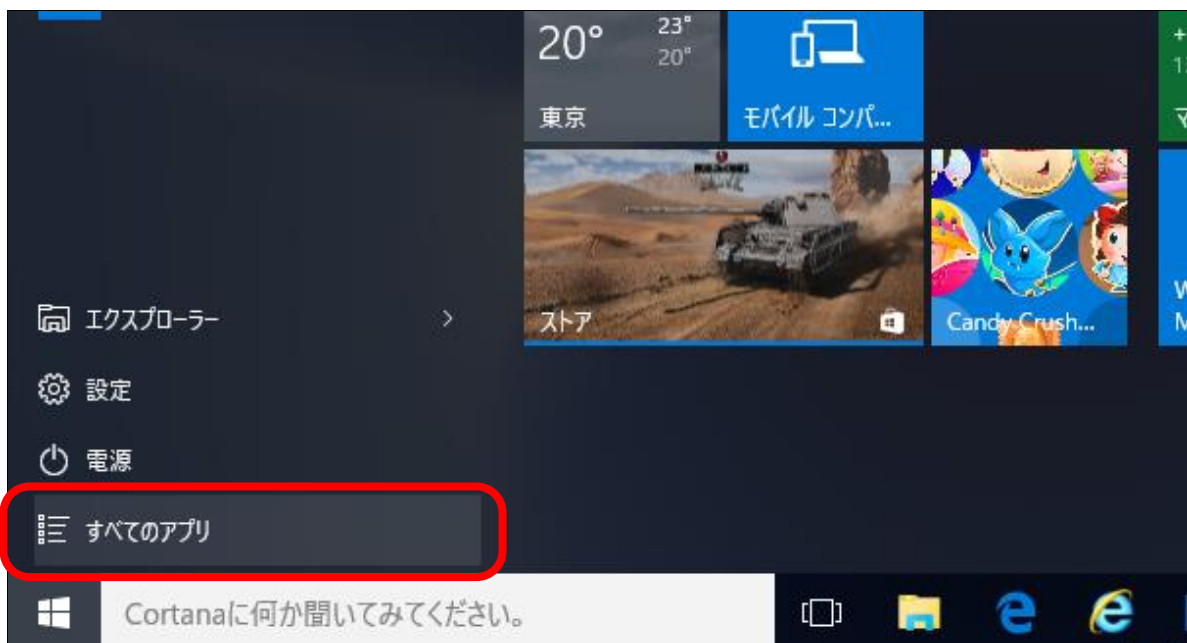 20° 23°
20°
東京
モバイル コンパ...
ストア
Candy Crush...
エクスプローラー
設定
電源
すべてのアプリ
Cortanaに何か聞いてみてください。